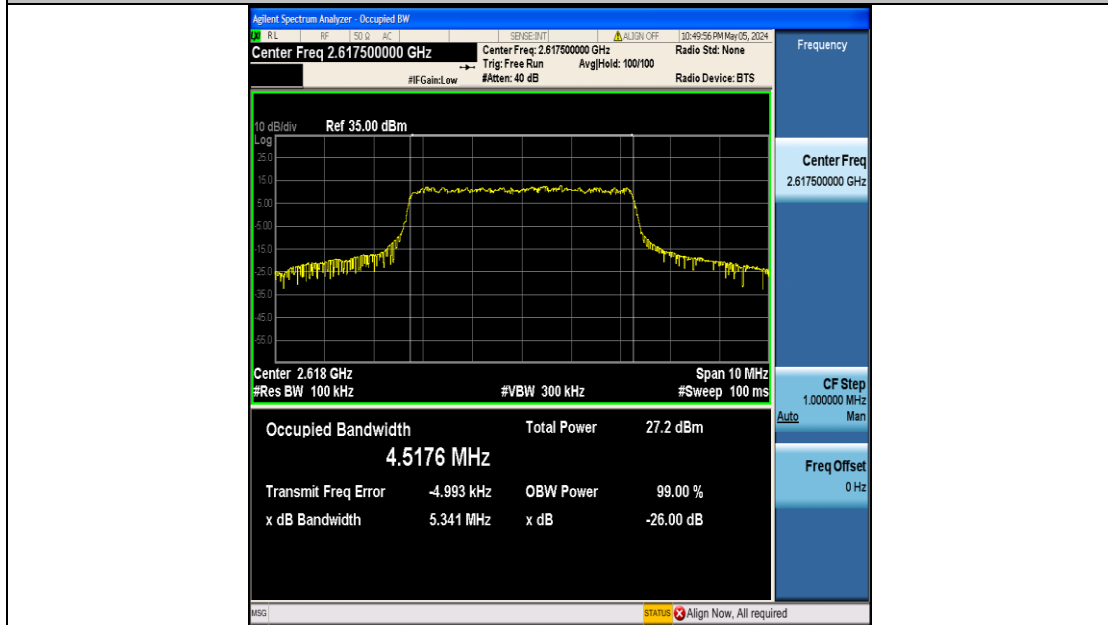 Agilent Spectrum Analyzer - Occupied BW
RL RF 50 Ω AC SENSE:INT ALIGN OFF 10:49:56 PM May 05, 2024
Center Freq 2.617500000 GHz
Center Freq: 2.617500000 GHz Radio Std: None
Trig: Free Run Avg|Hold: 100/100
#IFGain:Low #Atten: 40 dB Radio Device: BTS
Frequency
10 dB/div Ref 35.00 dBm
Log
25.0
15.0
5.00
-5.00
-15.0
-25.0
-35.0
-45.0
-55.0
Center 2.618 GHz Span 10 MHz
#Res BW 100 kHz #VBW 300 kHz #Sweep 100 ms
Occupied Bandwidth Total Power 27.2 dBm
4.5176 MHz
Transmit Freq Error -4.993 kHz OBW Power 99.00 %
x dB Bandwidth 5.341 MHz x dB -26.00 dB
Center Freq
2.617500000 GHz
CF Step
1.000000 MHz
Auto Man
Freq Offset
0 Hz
MSG STATUS Align Now, All required